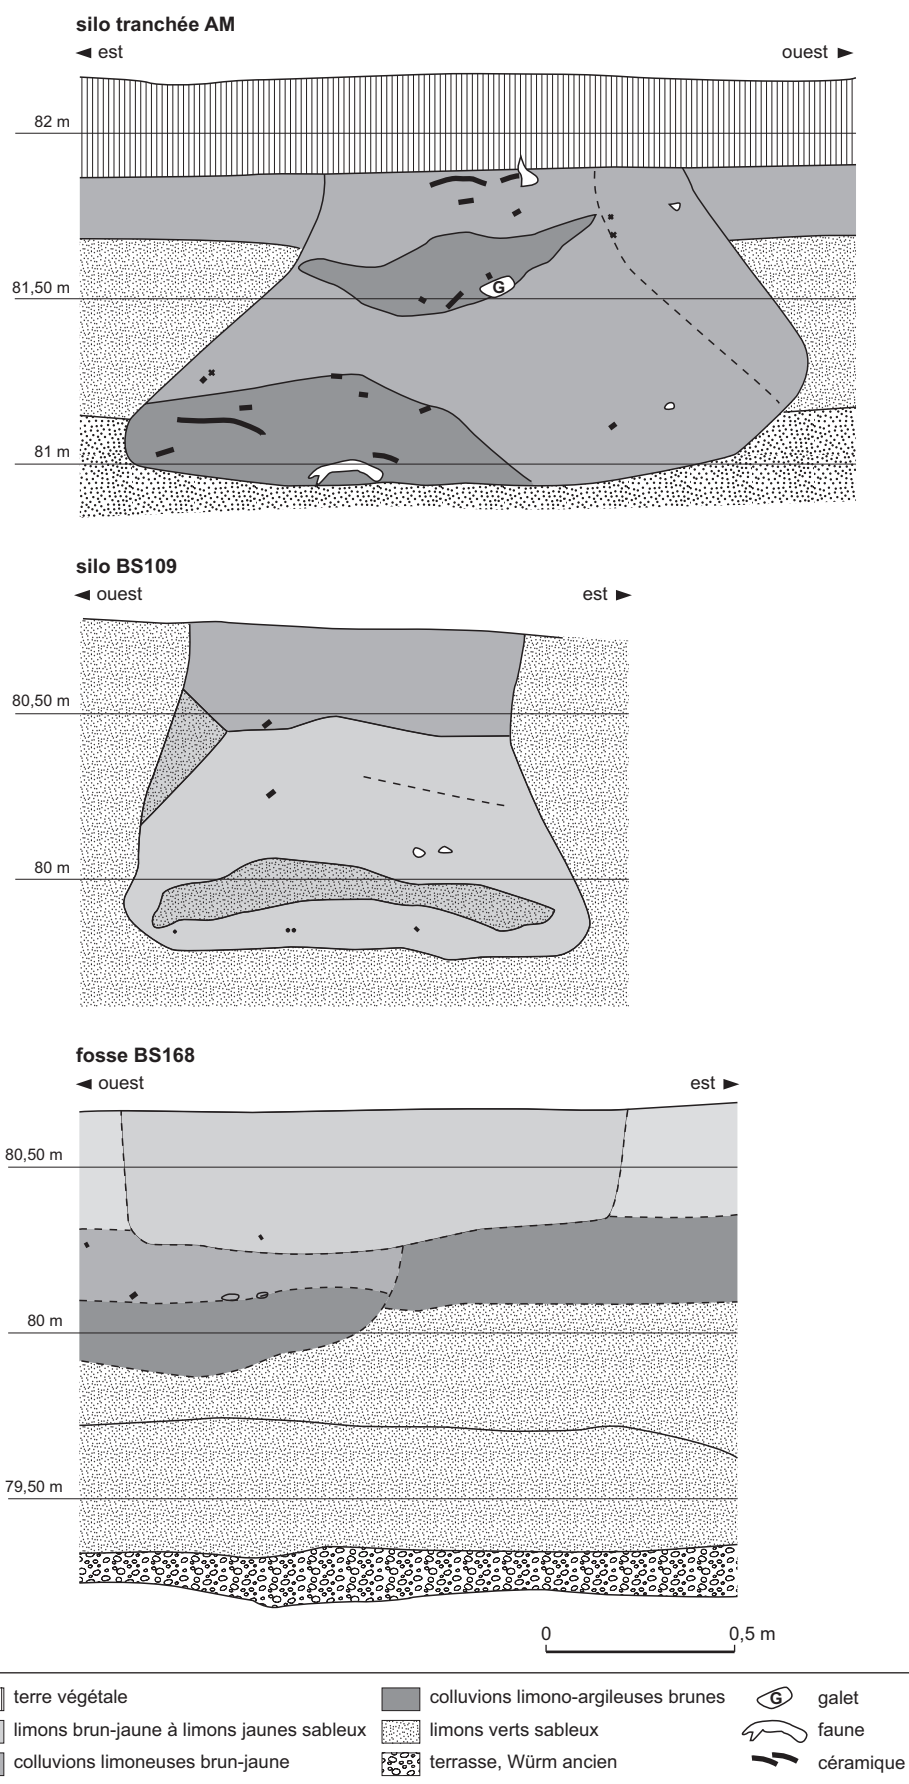 silo tranchée AM
◄ est ouest ►
82 m
81,50 m
G
81 m
silo BS109
◄ ouest est ►
80,50 m
80 m
fosse BS168
◄ ouest est ►
80,50 m
80 m
79,50 m
0 0,5 m
terre végétale
limons brun-jaune à limons jaunes sableux
colluvions limoneuses brun-jaune
colluvions limono-argileuses brunes
limons verts sableux
terrasse, Würm ancien
G galet
faune
céramique